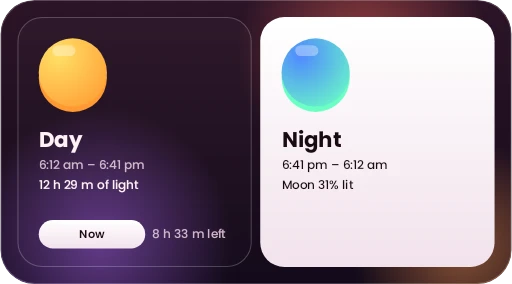 Day
6:12 am – 6:41 pm
12 h 29 m of light
Now
8 h 33 m left
Night
6:41 pm – 6:12 am
Moon 31% lit